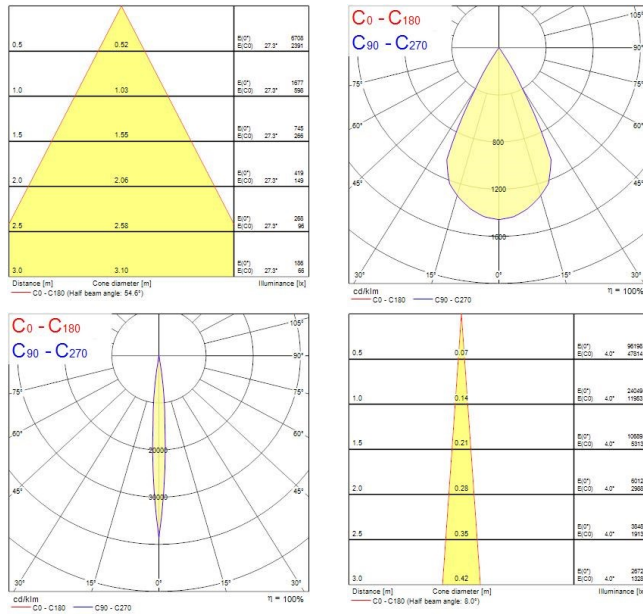 0.5 0.52 E(0°) 6708
E(C0) 27.3° 2391
1.0 1.03 E(0°) 1677
E(C0) 27.3° 598
1.5 1.55 E(0°) 745
E(C0) 27.3° 266
2.0 2.06 E(0°) 419
E(C0) 27.3° 149
2.5 2.58 E(0°) 268
E(C0) 27.3° 96
3.0 3.10 E(0°) 186
E(C0) 27.3° 66
Distance [m] Cone diameter [m] Illuminance [lx]
C0 - C180 (Half beam angle: 54.6°)
C0 - C180
C90 - C270
105°
90°
75° 75°
60° 60°
45° 45°
800
1200
1600
30° 15° 0° 15° 30°
cd/klm η = 100%
C0 - C180 C90 - C270
C0 - C180
C90 - C270
105°
90°
75° 75°
60° 60°
45° 45°
20000
30000
15° 0° 15° 30°
cd/klm η = 100%
C0 - C180 C90 - C270
0.5 0.07 E(0°)
E(C0) 4.0° 47814
1.0 0.14 E(0°) 24049
E(C0) 4.0°
1.5 0.21 E(0°)
E(C0) 4.0° 5313
2.0 0.28 E(0°) 6012
E(C0) 4.0° 2988
2.5 0.35 E(0°) 3848
E(C0) 4.0° 1913
3.0 0.42 E(0°) 2672
E(C0) 4.0° 1328
Distance [m] Cone diameter [m]
C0 - C180 (Half beam angle: 8.0°)